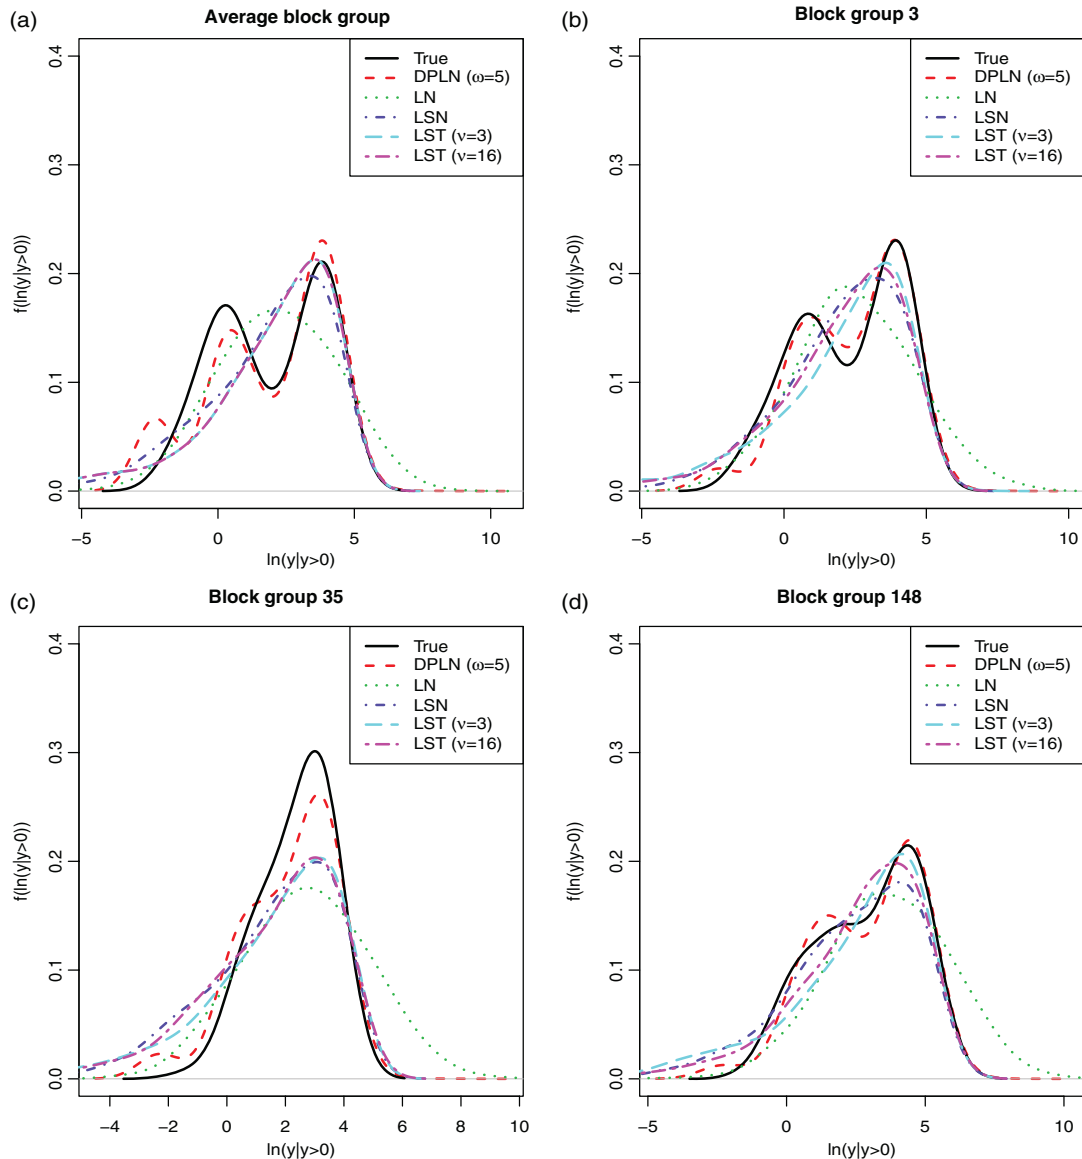 (a)
Average block group
f(ln(y|y>0))
0.0
0.1
0.2
0.3
0.4
True
DPLN (ω=5)
LN
LSN
LST (ν=3)
LST (ν=16)
−5
0
5
10
ln(y|y>0)
(b)
Block group 3
f(ln(y|y>0))
0.0
0.1
0.2
0.3
0.4
True
DPLN (ω=5)
LN
LSN
LST (ν=3)
LST (ν=16)
−5
0
5
10
ln(y|y>0)
(c)
Block group 35
f(ln(y|y>0))
0.0
0.1
0.2
0.3
0.4
True
DPLN (ω=5)
LN
LSN
LST (ν=3)
LST (ν=16)
−4
−2
0
2
4
6
8
10
ln(y|y>0)
(d)
Block group 148
f(ln(y|y>0))
0.0
0.1
0.2
0.3
0.4
True
DPLN (ω=5)
LN
LSN
LST (ν=3)
LST (ν=16)
−5
0
5
10
ln(y|y>0)